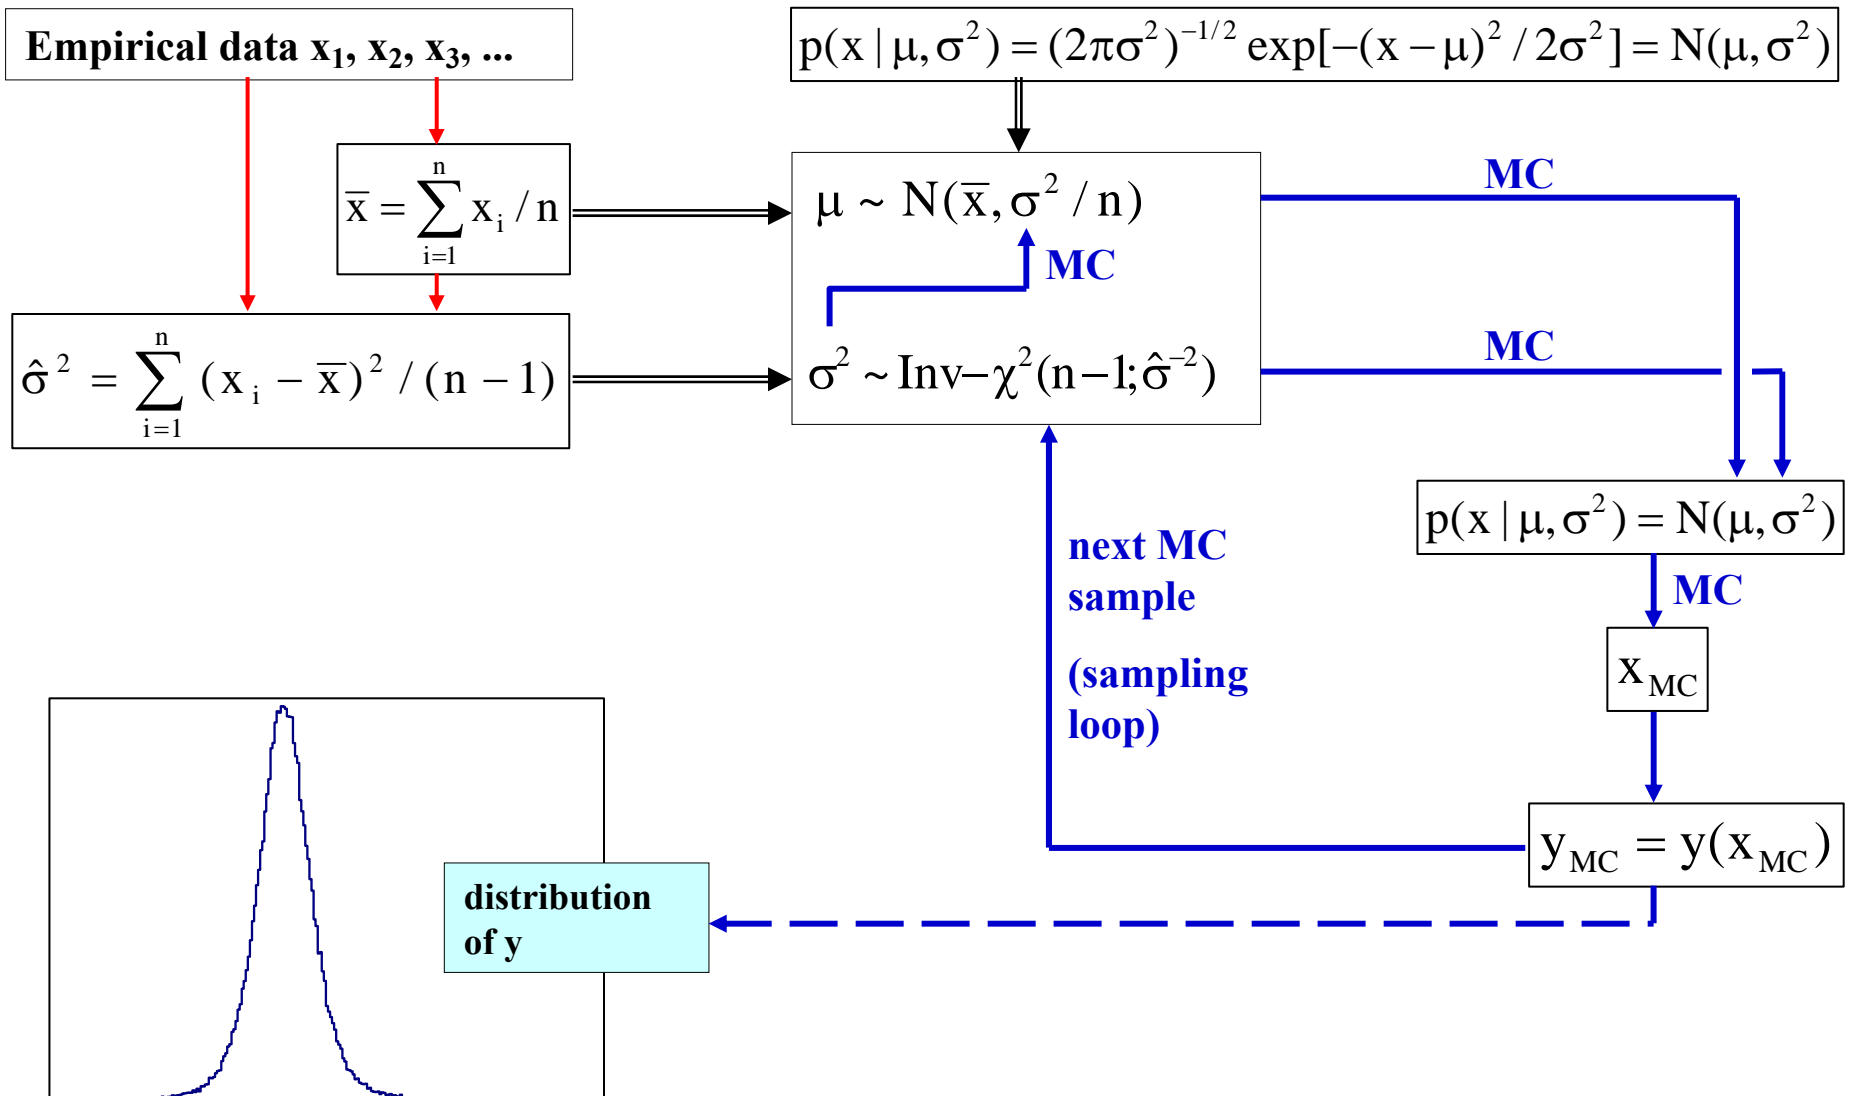 Empirical data x₁, x₂, x₃, ...
p(x | μ, σ²) = (2πσ²)^(-1/2) exp[-(x - μ)² / 2σ²] = N(μ, σ²)
x̅ = ∑_{i=1}^{n} x_i / n
σ̂² = ∑_{i=1}^{n} (x_i - x̅)² / (n - 1)
μ ~ N(x̅, σ² / n)
MC
σ² ~ Inv-χ²(n-1; σ̂^{-2})
MC
MC
p(x | μ, σ²) = N(μ, σ²)
MC
x_MC
y_MC = y(x_MC)
next MC
sample
(sampling
loop)
distribution
of y